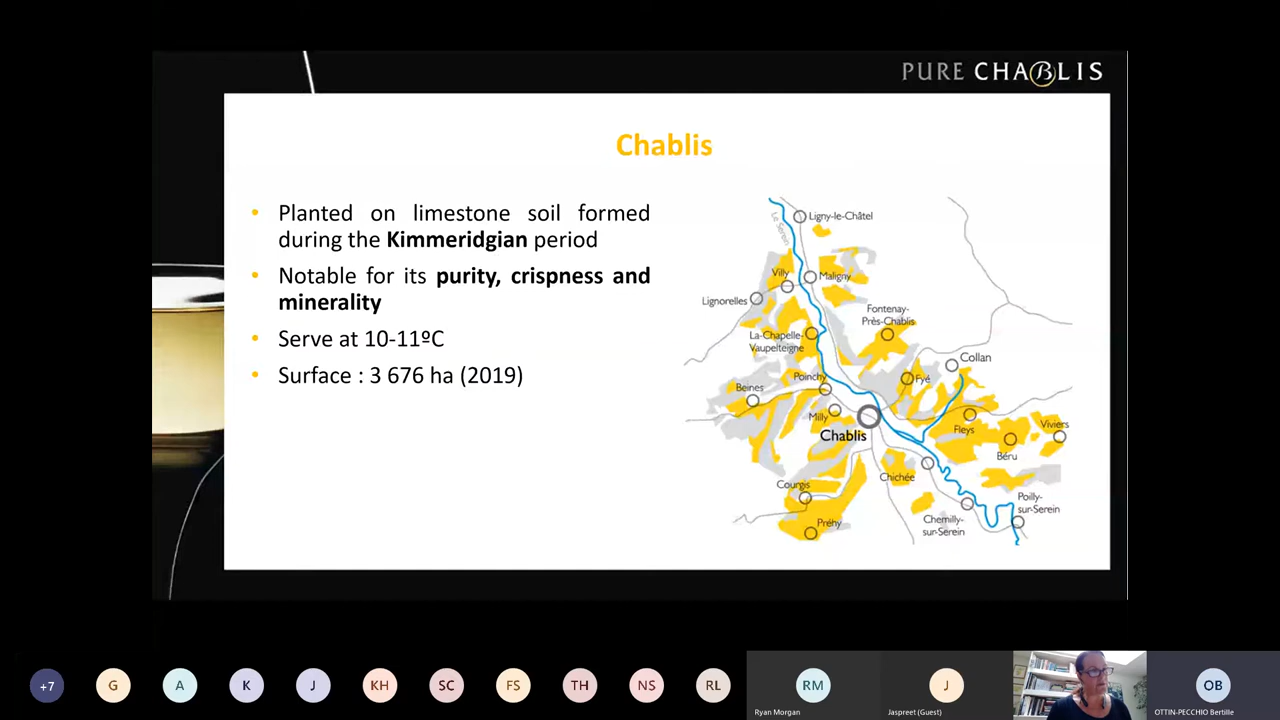 PURE CHABLIS
Chablis
• Planted on limestone soil formed
during the Kimmeridgian period
• Notable for its purity, crispness and
minerality
• Serve at 10-11ºC
• Surface : 3 676 ha (2019)
Ligny-le-Châtel
Le Serein
Villy
Maligny
Lignorelles
Fontenay-
Près-Chablis
La-Chapelle-
Vaupelteigne
Collan
Poinchy
Fyé
Beines
Milly
Chablis
Fleys
Viviers
Béru
Chichée
Courgis
Préhy
Chemilly-
sur-Serein
Poilly-
sur-Serein
+7
G
A
K
J
KH
SC
FS
TH
NS
RL
RM
Ryan Morgan
J
Jaspreet (Guest)
OB
OTTIN-PECCHIO Bertille